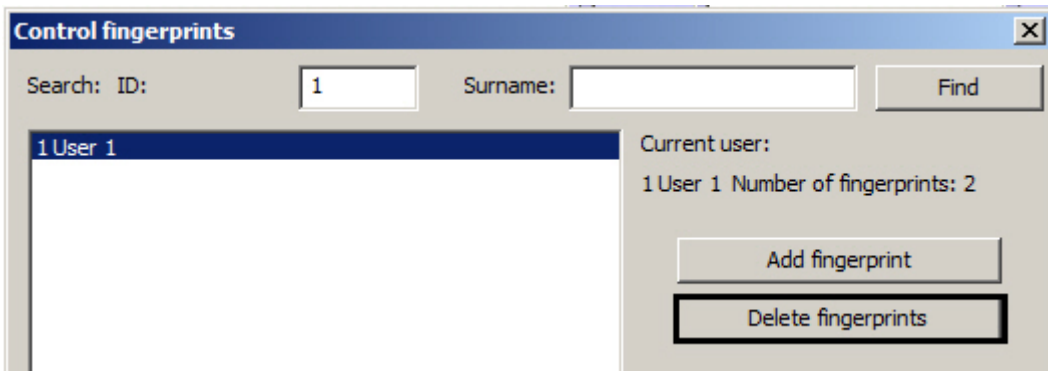 Control fingerprints
Search: ID: 1 Surname: Find
1 User 1
Current user:
1 User 1 Number of fingerprints: 2
Add fingerprint
Delete fingerprints